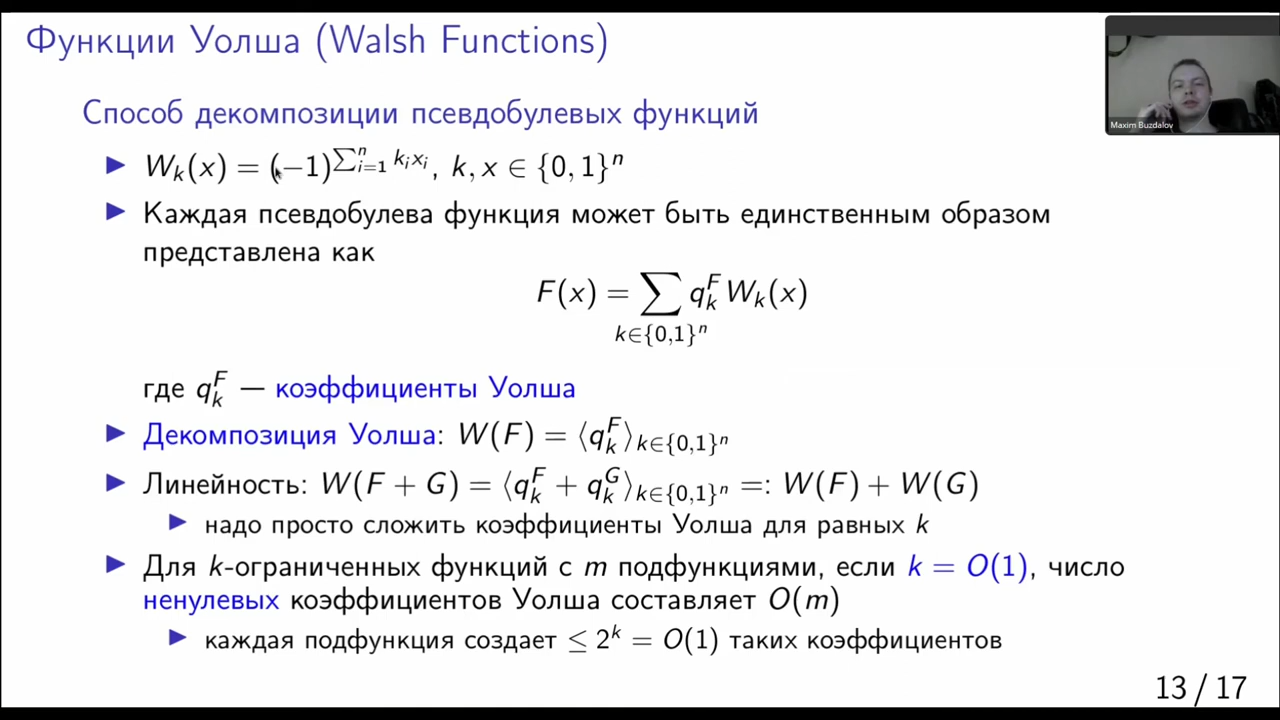 Функции Уолша (Walsh Functions)
Maxim Buzdalov
Способ декомпозиции псевдобулевых функций
▶ W_k(x) = (−1)^{∑_{i=1}^{n} k_i x_i}, k, x ∈ {0, 1}^n
▶ Каждая псевдобулева функция может быть единственным образом
представлена как
F(x) = ∑_{k∈{0,1}^n} q_k^F W_k(x)
где q_k^F — коэффициенты Уолша
▶ Декомпозиция Уолша: W(F) = ⟨q_k^F⟩_{k∈{0,1}^n}
▶ Линейность: W(F + G) = ⟨q_k^F + q_k^G⟩_{k∈{0,1}^n} =: W(F) + W(G)
▶ надо просто сложить коэффициенты Уолша для равных k
▶ Для k-ограниченных функций с m подфункциями, если k = O(1), число
ненулевых коэффициентов Уолша составляет O(m)
▶ каждая подфункция создает ≤ 2^k = O(1) таких коэффициентов
13 / 17